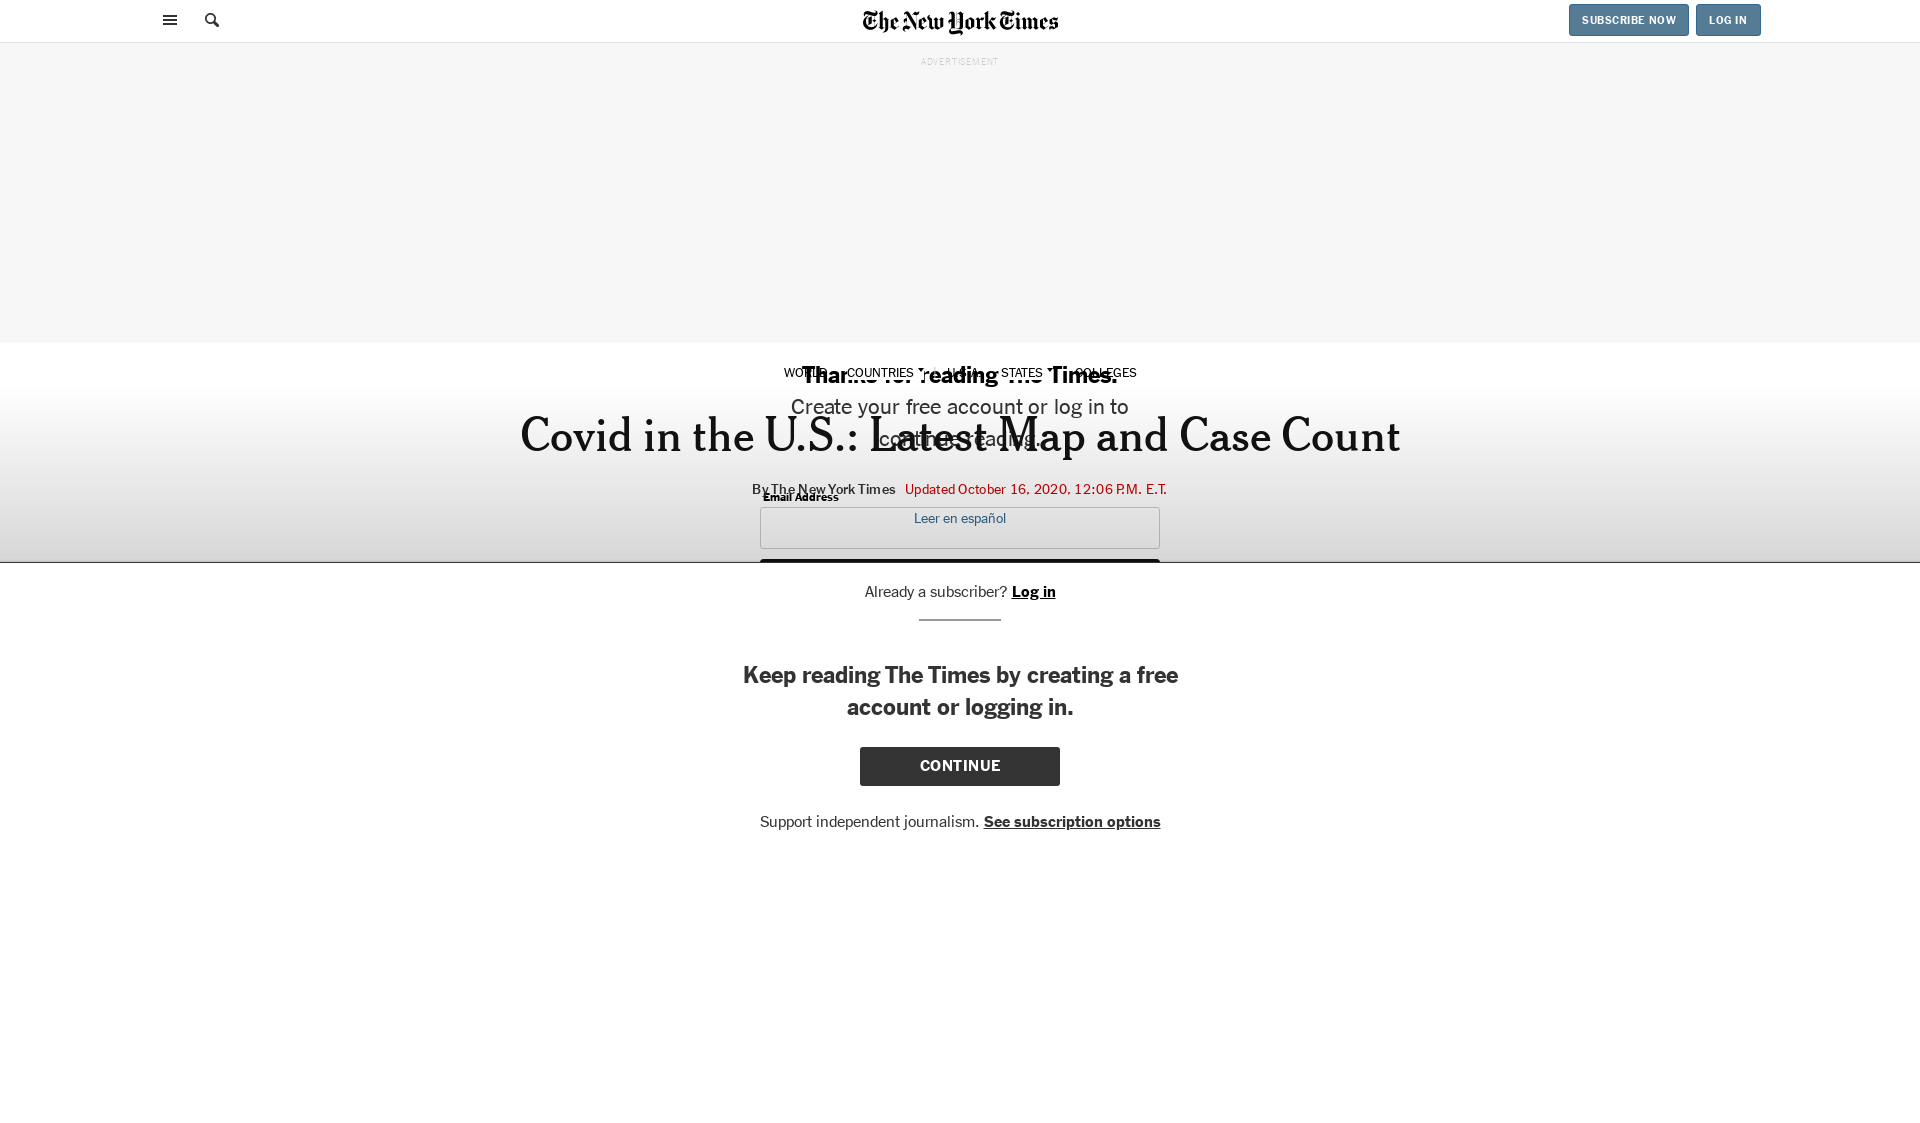 The New York Times
SUBSCRIBE NOW
LOG IN
ADVERTISEMENT
WORLD COUNTRIES U.S.A. STATES COLLEGES
Thanks for reading The Times.
Create your free account or log in to
continue reading.
Covid in the U.S.: Latest Map and Case Count
By The New York Times Updated October 16, 2020, 12:06 P.M. E.T.
Email Address
Leer en español
Already a subscriber? Log in
Keep reading The Times by creating a free
account or logging in.
CONTINUE
Support independent journalism. See subscription options